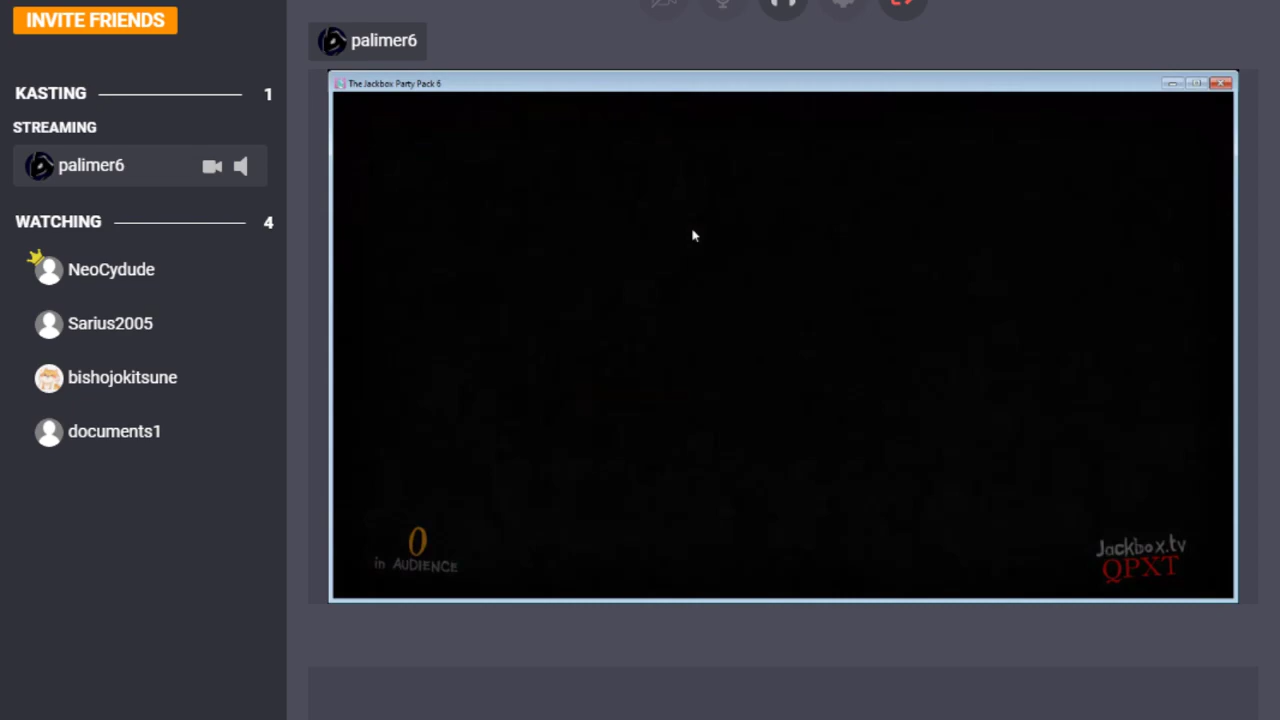 INVITE FRIENDS
KASTING 1
STREAMING
palimer6
WATCHING 4
NeoCydude
Sarius2005
bishojokitsune
documents1
palimer6
The Jackbox Party Pack 6
0
in AUDIENCE
Jackbox.tv
QPXT